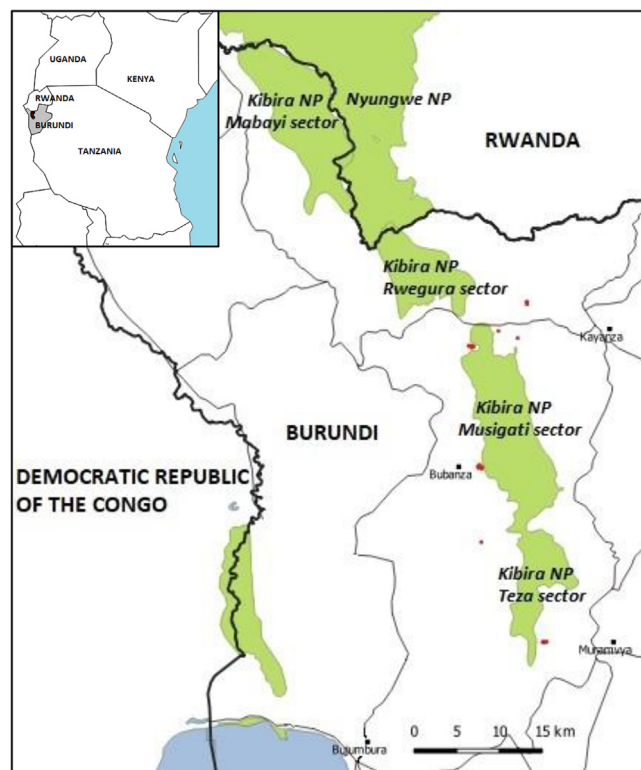 UGANDA
KENYA
RWANDA
BURUNDI
TANZANIA
Kibira NP
Mabayi sector
Nyungwe NP
RWANDA
Kibira NP
Rwegura sector
Kayanza
Kibira NP
Musigati sector
BURUNDI
Bubanza
DEMOCRATIC REPUBLIC
OF THE CONGO
Kibira NP
Teza sector
Muramvya
0 5 10 15 km
Bujumbura